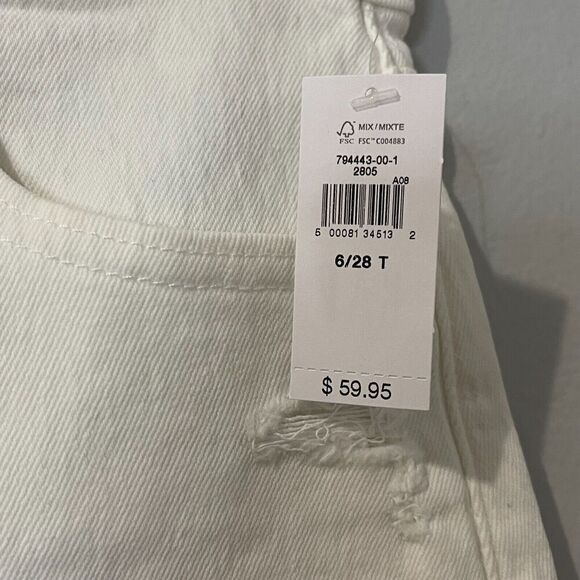 MIX/MIXTE
FSC FSC™ C004883
794443-00-1
2805
A08
5 00081 34513 2
6/28 T
$ 59.95